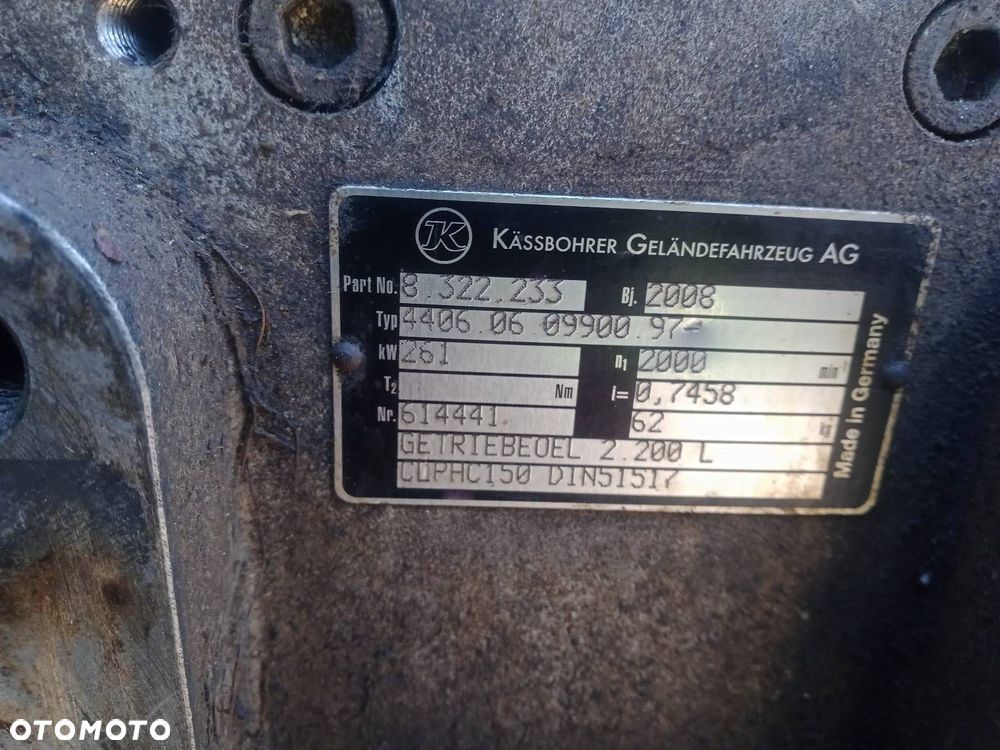 K KÄSSBOHRER GELÄNDEFAHRZEUG AG
Part No. 8.322.233 Bj. 2008
Typ 4406.06.09900.97-
kW 261 n1 2000 min-1
T2 Nm i= 0,7458
Nr. 614441 62 kg
GETRIEBEOEL 2.200 L
CLPHC150 DIN51517
Made in Germany
OTOMOTO